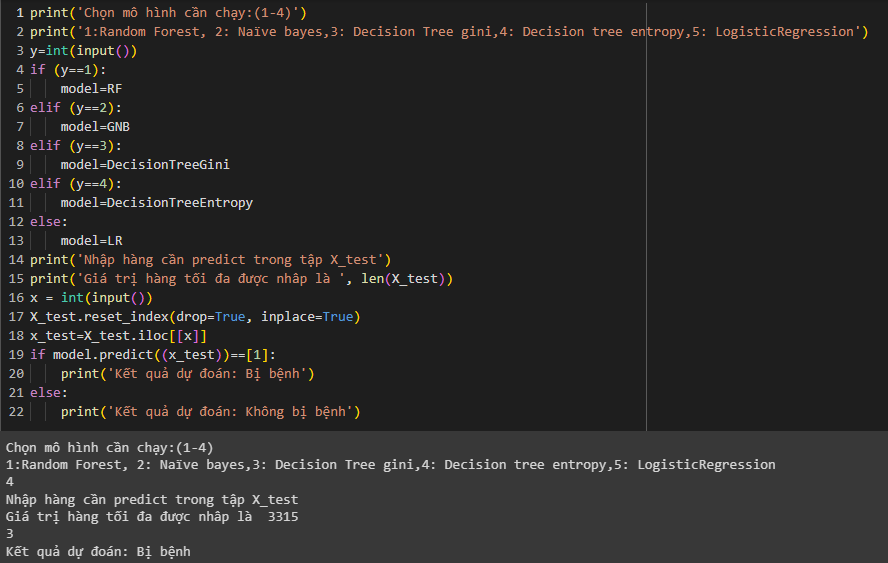 1 print('Chọn mô hình cần chạy:(1-4)')
2 print('1:Random Forest, 2: Naïve bayes,3: Decision Tree gini,4: Decision tree entropy,5: LogisticRegression')
3 y=int(input())
4 if (y==1):
5     model=RF
6 elif (y==2):
7     model=GNB
8 elif (y==3):
9     model=DecisionTreeGini
10 elif (y==4):
11     model=DecisionTreeEntropy
12 else:
13     model=LR
14 print('Nhập hàng cần predict trong tập X_test')
15 print('Giá trị hàng tối đa được nhâp là ', len(X_test))
16 x = int(input())
17 X_test.reset_index(drop=True, inplace=True)
18 x_test=X_test.iloc[[x]]
19 if model.predict((x_test))==[1]:
20     print('Kết quả dự đoán: Bị bệnh')
21 else:
22     print('Kết quả dự đoán: Không bị bệnh')
Chọn mô hình cần chạy:(1-4)
1:Random Forest, 2: Naïve bayes,3: Decision Tree gini,4: Decision tree entropy,5: LogisticRegression
4
Nhập hàng cần predict trong tập X_test
Giá trị hàng tối đa được nhâp là  3315
3
Kết quả dự đoán: Bị bệnh